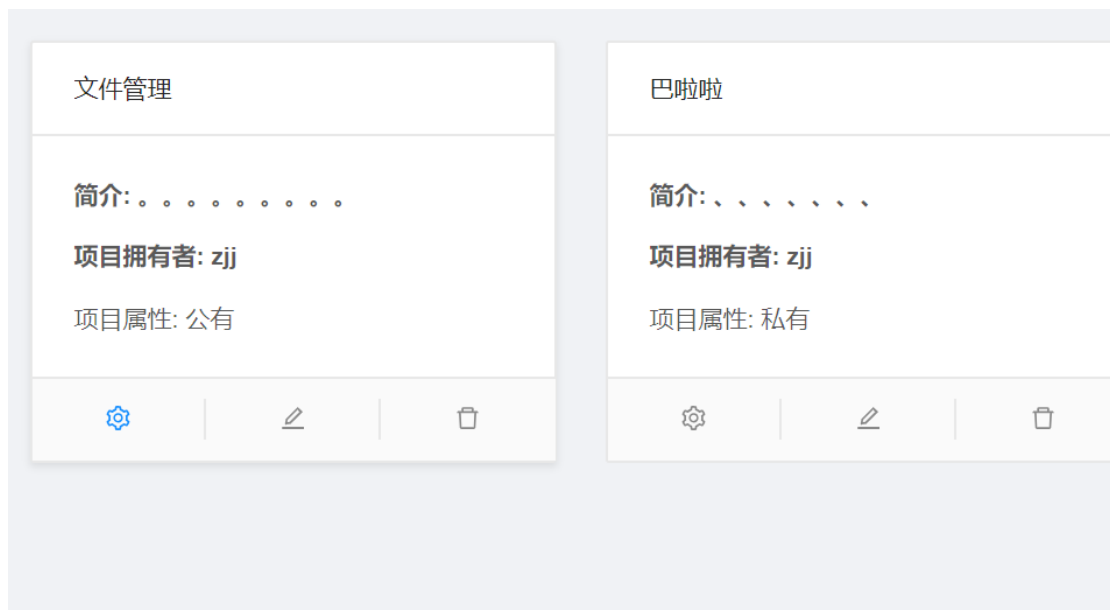 文件管理
简介: 。。。。。。。。。
项目拥有者: zjj
项目属性: 公有
巴啦啦
简介: 、、、、、、、
项目拥有者: zjj
项目属性: 私有